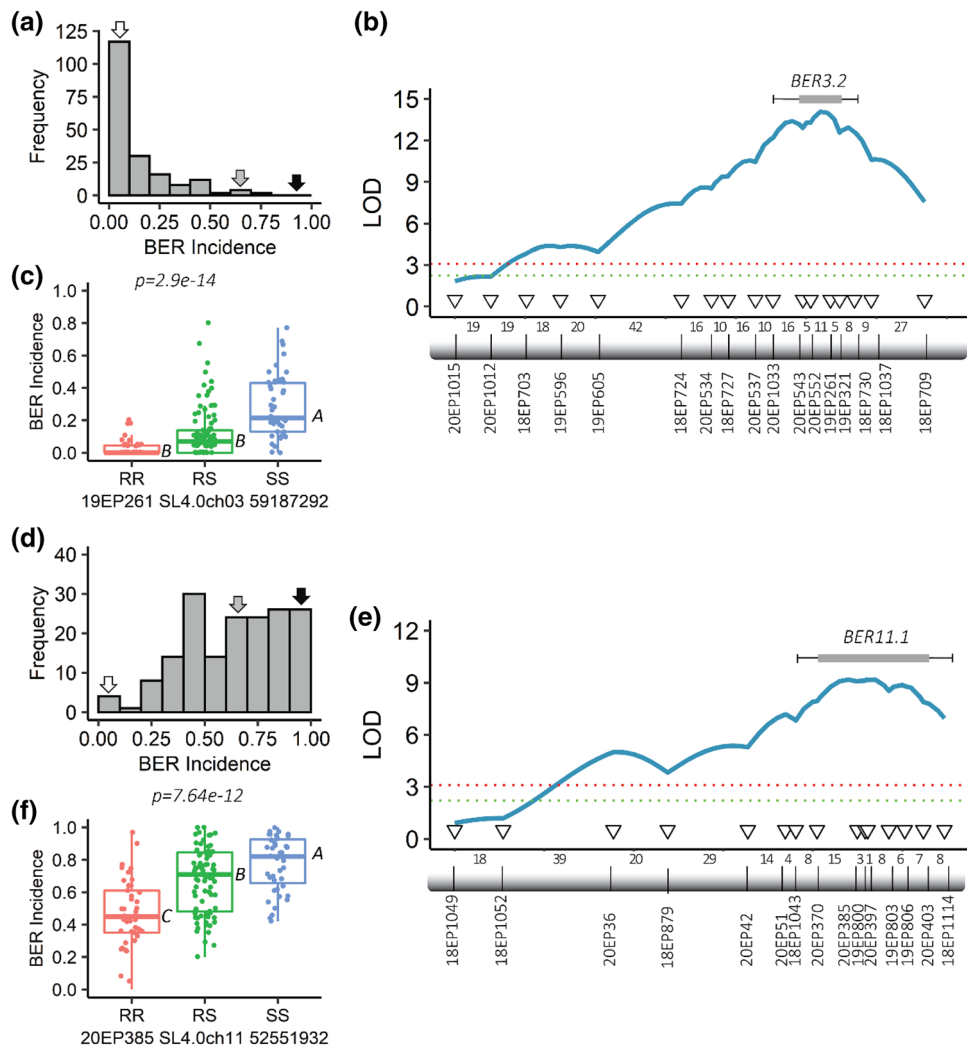 (a)
125
100
75
50
25
0
Frequency
0.00 0.25 0.50 0.75 1.00
BER Incidence
(b)
BER3.2
15
12
9
6
3
0
LOD
19 19 18 20 42 16 10 16 10 16 5 11 5 8 9 27
20EP1015
20EP1012
18EP703
19EP596
19EP605
18EP724
20EP534
18EP727
20EP537
20EP1033
20EP543
20EP552
19EP261
19EP321
18EP730
18EP1037
18EP709
(c)
p=2.9e-14
1.0
0.8
0.6
0.4
0.2
0.0
BER Incidence
B B A
RR RS SS
19EP261 SL4.0ch03 59187292
(d)
40
30
20
10
0
Frequency
0.00 0.25 0.50 0.75 1.00
BER Incidence
(e)
BER11.1
12
9
6
3
0
LOD
18 39 20 29 14 4 8 15 3 1 8 6 7 8
18EP1049
18EP1052
20EP36
18EP879
20EP42
20EP51
18EP1043
20EP370
20EP385
19EP800
20EP397
19EP803
19EP806
20EP403
18EP1114
(f)
p=7.64e-12
1.0
0.8
0.6
0.4
0.2
0.0
BER Incidence
C B A
RR RS SS
20EP385 SL4.0ch11 52551932